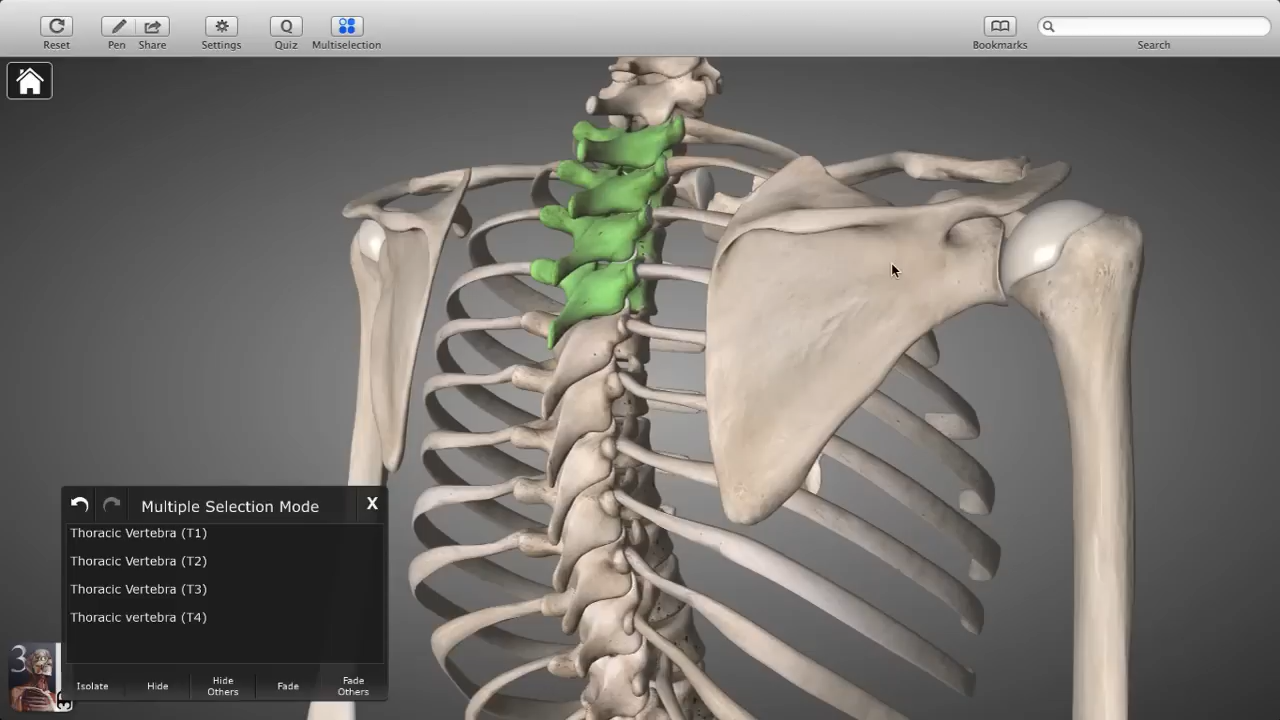 Reset
Pen
Share
Settings
Q
Quiz
Multiselection
Bookmarks
Search
Multiple Selection Mode
X
Thoracic Vertebra (T1)
Thoracic Vertebra (T2)
Thoracic Vertebra (T3)
Thoracic vertebra (T4)
3
Isolate
Hide
Hide
Others
Fade
Fade
Others